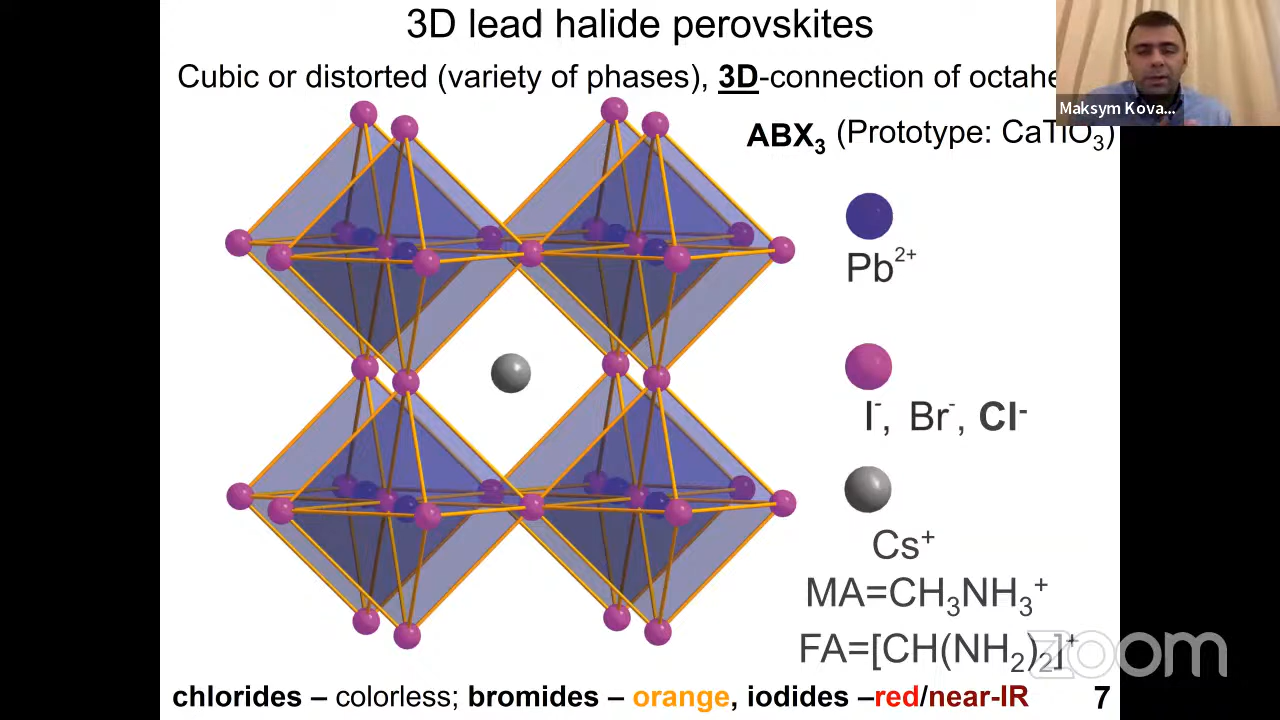 3D lead halide perovskites
Cubic or distorted (variety of phases), 3D-connection of octahe
Maksym Kova...
ABX₃ (Prototype: CaTiO₃)
Pb²⁺
I⁻, Br⁻, Cl⁻
Cs⁺
MA=CH₃NH₃⁺
FA=[CH(NH₂)₂]⁺
zoom
chlorides – colorless; bromides – orange, iodides –red/near-IR
7